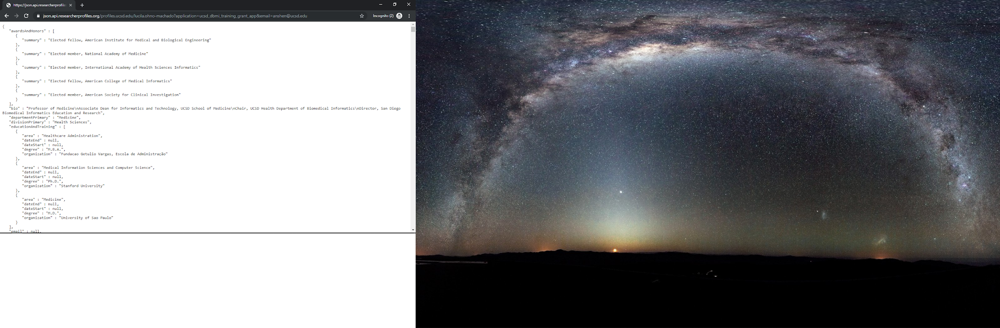 https://json.api.researcherprofiles
json.api.researcherprofiles.org/profiles.ucsd.edu/lucila.ohno-machado?application=ucsd_dbmi_training_grant_app&email=anshen@ucsd.edu
Incognito (2)
{
"awardsAndHonors" : [
{
"summary" : "Elected fellow, American Institute for Medical and Biological Engineering"
},
{
"summary" : "Elected member, National Academy of Medicine"
},
{
"summary" : "Elected member, International Academy of Health Sciences Informatics"
},
{
"summary" : "Elected fellow, American College of Medical Informatics"
},
{
"summary" : "Elected member, American Society for Clinical Investigation"
}
],
"bio" : "Professor of Medicine\nAssociate Dean for Informatics and Technology, UCSD School of Medicine\nChair, UCSD Health Department of Biomedical Informatics\nDirector, San Diego
Biomedical Informatics Education and Research",
"departmentPrimary" : "Medicine",
"divisionPrimary" : "Health Sciences",
"educationAndTraining" : [
{
"area" : "Healthcare Administration",
"dateEnd" : null,
"dateStart" : null,
"degree" : "M.B.A.",
"organization" : "Fundacao Getulio Vargas, Escola de Administração"
},
{
"area" : "Medical Information Sciences and Computer Science",
"dateEnd" : null,
"dateStart" : null,
"degree" : "Ph.D.",
"organization" : "Stanford University"
},
{
"area" : "Medicine",
"dateEnd" : null,
"dateStart" : null,
"degree" : "M.D.",
"organization" : "University of Sao Paulo"
}
],
"email" : null,